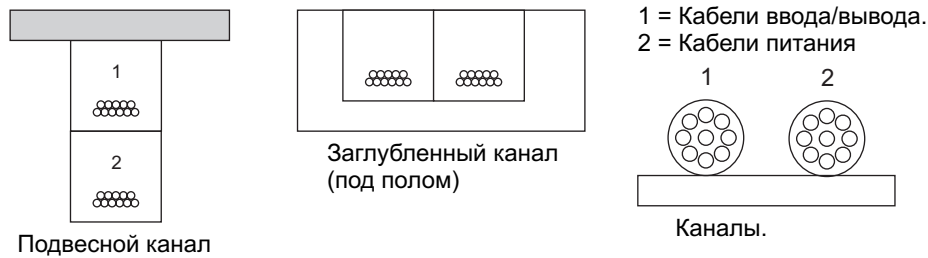 1 = Кабели ввода/вывода.
2 = Кабели питания
1
2
1
2
Подвесной канал
Заглубленный канал
(под полом)
Каналы.